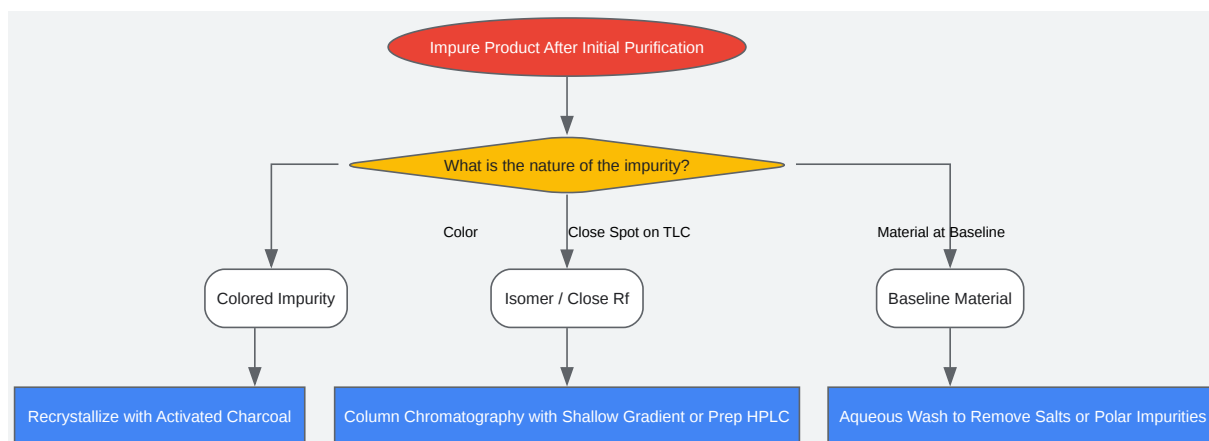 Impure Product After Initial Purification
What is the nature of the impurity?
Color
Close Spot on TLC
Material at Baseline
Colored Impurity
Isomer / Close Rf
Baseline Material
Recrystallize with Activated Charcoal
Column Chromatography with Shallow Gradient or Prep HPLC
Aqueous Wash to Remove Salts or Polar Impurities